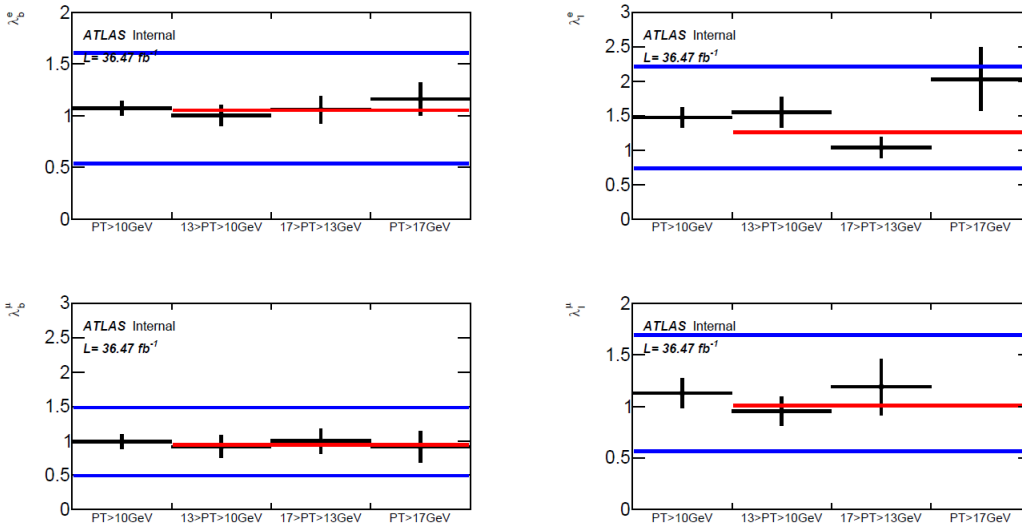 λ_b^e
2
ATLAS Internal
L= 36.47 fb⁻¹
1.5
1
0.5
0
PT>10GeV 13>PT>10GeV 17>PT>13GeV PT>17GeV
λ_l^e
3
ATLAS Internal
2.5
L= 36.47 fb⁻¹
2
1.5
1
0.5
0
PT>10GeV 13>PT>10GeV 17>PT>13GeV PT>17GeV
λ_b^μ
3
ATLAS Internal
2.5
L= 36.47 fb⁻¹
2
1.5
1
0.5
0
PT>10GeV 13>PT>10GeV 17>PT>13GeV PT>17GeV
λ_l^μ
2
ATLAS Internal
L= 36.47 fb⁻¹
1.5
1
0.5
0
PT>10GeV 13>PT>10GeV 17>PT>13GeV PT>17GeV